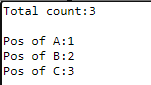 Total count:3
Pos of A:1
Pos of B:2
Pos of C:3